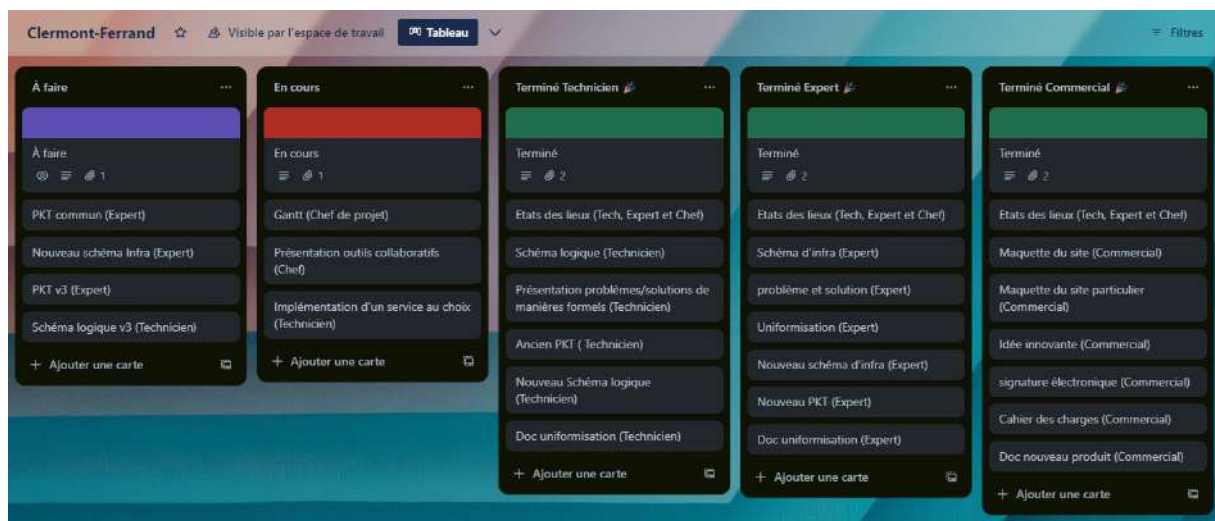 Clermont-Ferrand
Visible par l'espace de travail
Tableau
Filtres
À faire
À faire
1
PKT commun (Expert)
Nouveau schéma Infra (Expert)
PKT v3 (Expert)
Schéma logique v3 (Technicien)
+ Ajouter une carte
En cours
En cours
1
Gantt (Chef de projet)
Présentation outils collaboratifs
(Chef)
Implémentation d'un service au choix
(Technicien)
+ Ajouter une carte
Terminé Technicien 🎉
Terminé
2
Etats des lieux (Tech, Expert et Chef)
Schéma logique (Technicien)
Présentation problèmes/solutions de
manières formels (Technicien)
Ancien PKT ( Technicien)
Nouveau Schéma logique
(Technicien)
Doc uniformisation (Technicien)
+ Ajouter une carte
Terminé Expert 🎉
Terminé
2
Etats des lieux (Tech, Expert et Chef)
Schéma d'infra (Expert)
problème et solution (Expert)
Uniformisation (Expert)
Nouveau schéma d'infra (Expert)
Nouveau PKT (Expert)
Doc uniformisation (Expert)
+ Ajouter une carte
Terminé Commercial 🎉
Terminé
2
Etats des lieux (Tech, Expert et Chef)
Maquette du site (Commercial)
Maquette du site particulier
(Commercial)
Idée innovante (Commercial)
signature électronique (Commercial)
Cahier des charges (Commercial)
Doc nouveau produit (Commercial)
+ Ajouter une carte